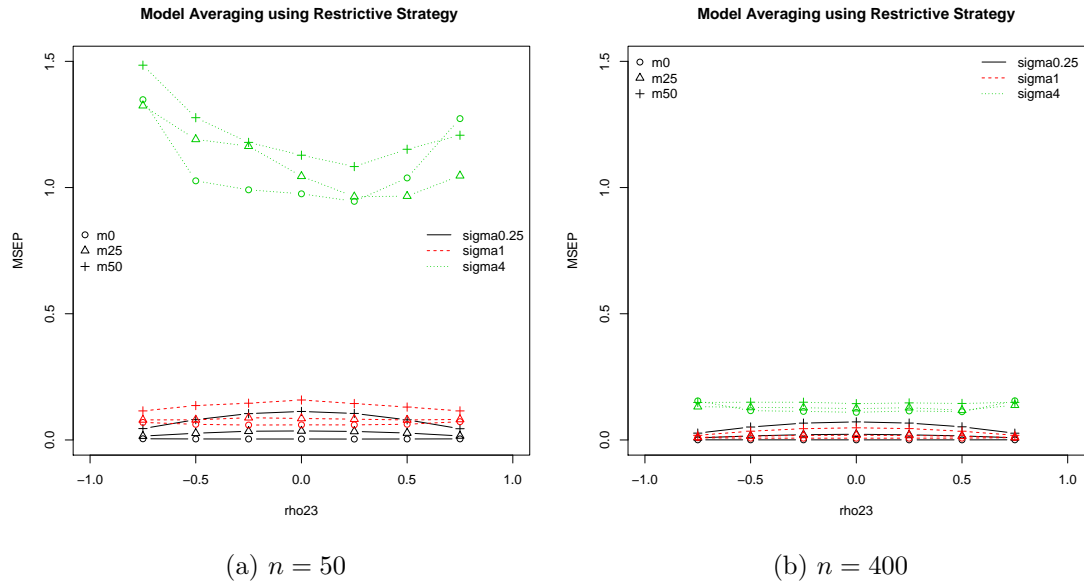 Model Averaging using Restrictive Strategy
MSEP
1.5
1.0
0.5
0.0
m0
m25
m50
sigma0.25
sigma1
sigma4
−1.0 −0.5 0.0 0.5 1.0
rho23
(a) n = 50
Model Averaging using Restrictive Strategy
MSEP
1.5
1.0
0.5
0.0
m0
m25
m50
sigma0.25
sigma1
sigma4
−1.0 −0.5 0.0 0.5 1.0
rho23
(b) n = 400